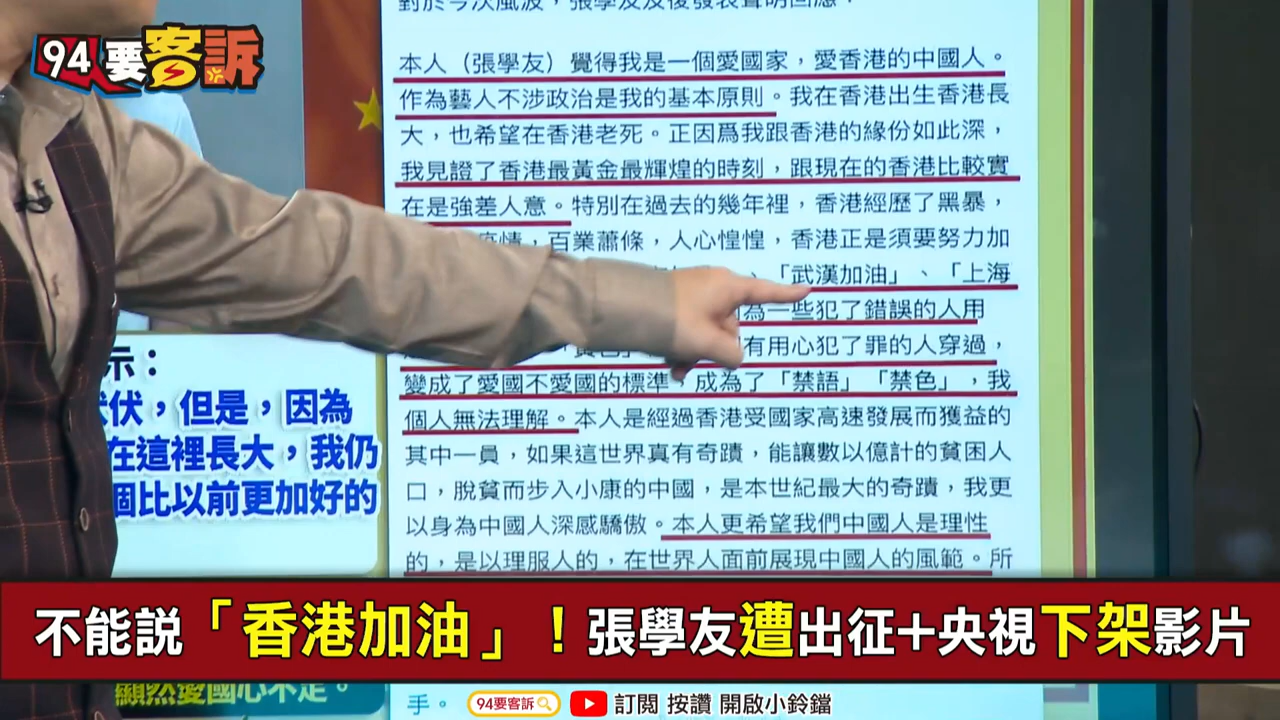 94要客訴
對於今次風波，張學友及後發表聲明回應：
本人（張學友）覺得我是一個愛國家，愛香港的中國人。
作為藝人不涉政治是我的基本原則。我在香港出生香港長
大，也希望在香港老死。正因爲我跟香港的緣份如此深，
我見證了香港最黃金最輝煌的時刻，跟現在的香港比較實
在是強差人意。特別在過去的幾年裡，香港經歷了黑暴，
疫情，百業蕭條，人心惶惶，香港正是須要努力加
、「武漢加油」、「上海
為一些犯了錯誤的人用
有用心犯了罪的人穿過，
變成了愛國不愛國的標準，成為了「禁語」「禁色」，我
個人無法理解。本人是經過香港受國家高速發展而獲益的
其中一員，如果這世界真有奇蹟，能讓數以億計的貧困人
口，脫貧而步入小康的中國，是本世紀最大的奇蹟，我更
以身為中國人深感驕傲。本人更希望我們中國人是理性
的，是以理服人的，在世界人面前展現中國人的風範。所
示：
伏，但是，因為
在這裡長大，我仍
個比以前更加好的
不能説「香港加油」！張學友遭出征+央視下架影片
顯然愛國心不足。
手。
94要客訴
訂閱 按讚 開啟小鈴鐺